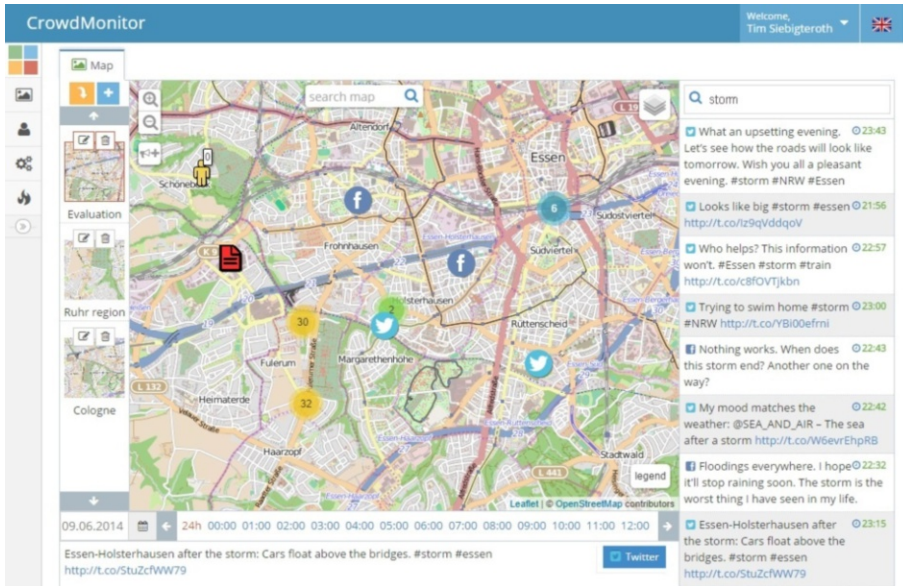 CrowdMonitor
Welcome,
Tim Siebigteroth
Map
search map
storm
Evaluation
Ruhr region
Cologne
0
Altendorf
Essen
Schönebeck
6
Südostviertel
Frohnhausen
Südviertel
2
Holsterhausen
30
Rüttenscheid
Fulerum
Margarethenhöhe
L 132
Heimaterde
32
Haarzopf
Stadtwald
L 441
legend
Leaflet | © OpenStreetMap contributors
What an upsetting evening. 23:43
Let's see how the roads will look like
tomorrow. Wish you all a pleasant
evening. #storm #NRW #Essen
Looks like big #storm #essen 21:56
http://t.co/Iz9qVddqoV
Who helps? This information 22:57
won't. #Essen #storm #train
http://t.co/c8fOVTjkbn
Trying to swim home #storm 23:00
#NRW http://t.co/YBi00efrni
Nothing works. When does 22:43
this storm end? Another one on the
way?
My mood matches the 22:42
weather: @SEA_AND_AIR – The sea
after a storm http://t.co/W6evrEhpRB
Floodings everywhere. I hope 22:32
it'll stop raining soon. The storm is the
worst thing I have seen in my life.
Essen-Holsterhausen after 23:15
the storm: Cars float above the
bridges. #storm #essen
http://t.co/StuZcfWW79
09.06.2014 24h 00:00 01:00 02:00 03:00 04:00 05:00 06:00 07:00 08:00 09:00 10:00 11:00 12:00
Essen-Holsterhausen after the storm: Cars float above the bridges. #storm #essen
http://t.co/StuZcfWW79
Twitter